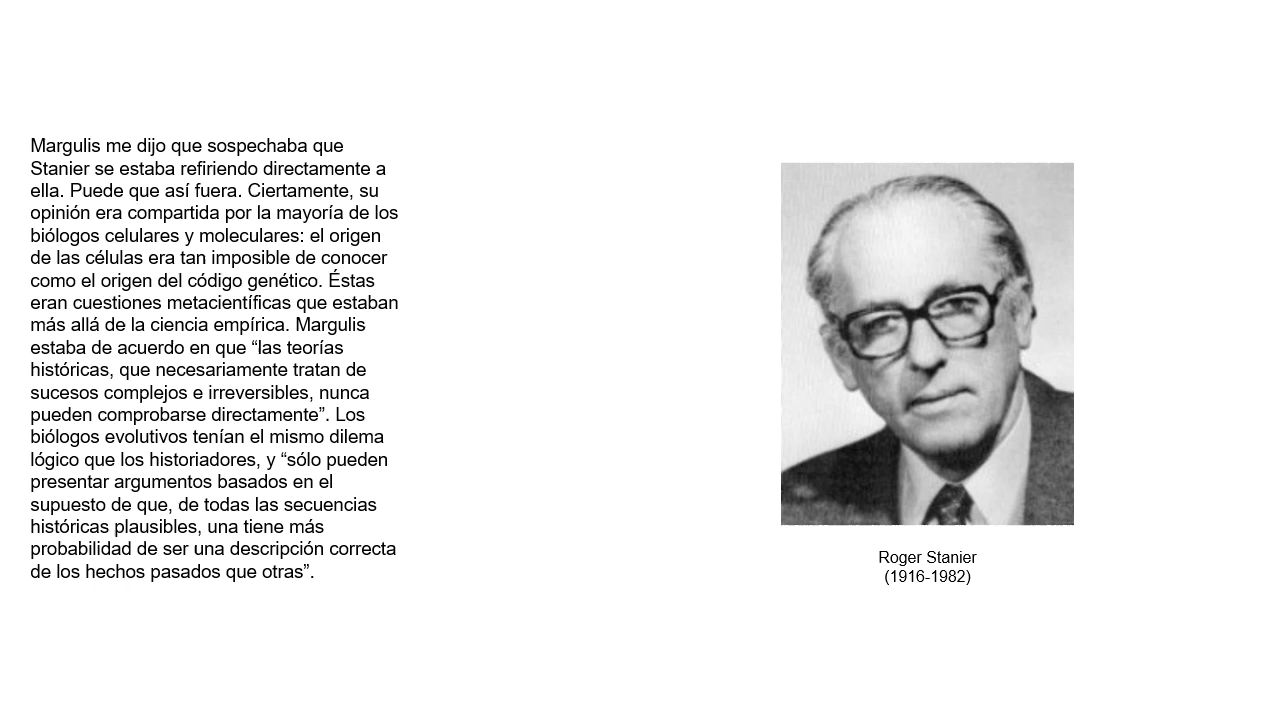 Margulis me dijo que sospechaba que
Stanier se estaba refiriendo directamente a
ella. Puede que así fuera. Ciertamente, su
opinión era compartida por la mayoría de los
biólogos celulares y moleculares: el origen
de las células era tan imposible de conocer
como el origen del código genético. Éstas
eran cuestiones metacientíficas que estaban
más allá de la ciencia empírica. Margulis
estaba de acuerdo en que “las teorías
históricas, que necesariamente tratan de
sucesos complejos e irreversibles, nunca
pueden comprobarse directamente”. Los
biólogos evolutivos tenían el mismo dilema
lógico que los historiadores, y “sólo pueden
presentar argumentos basados en el
supuesto de que, de todas las secuencias
históricas plausibles, una tiene más
probabilidad de ser una descripción correcta
de los hechos pasados que otras”.
Roger Stanier
(1916-1982)